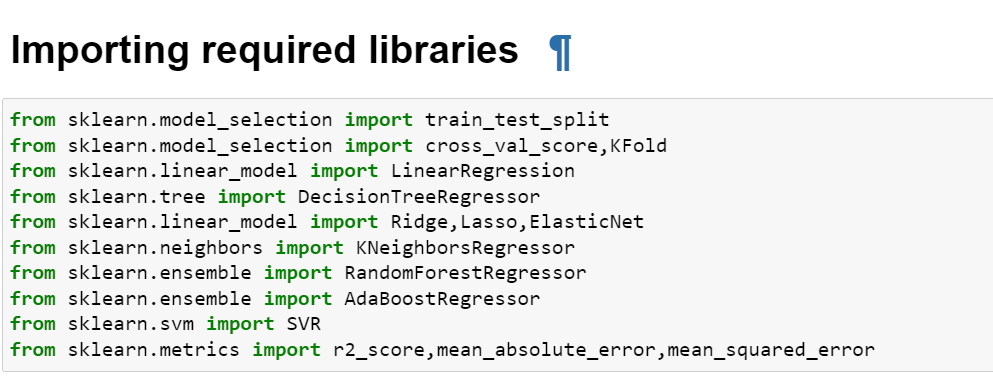 Importing required libraries ¶
from sklearn.model_selection import train_test_split
from sklearn.model_selection import cross_val_score,KFold
from sklearn.linear_model import LinearRegression
from sklearn.tree import DecisionTreeRegressor
from sklearn.linear_model import Ridge,Lasso,ElasticNet
from sklearn.neighbors import KNeighborsRegressor
from sklearn.ensemble import RandomForestRegressor
from sklearn.ensemble import AdaBoostRegressor
from sklearn.svm import SVR
from sklearn.metrics import r2_score,mean_absolute_error,mean_squared_error